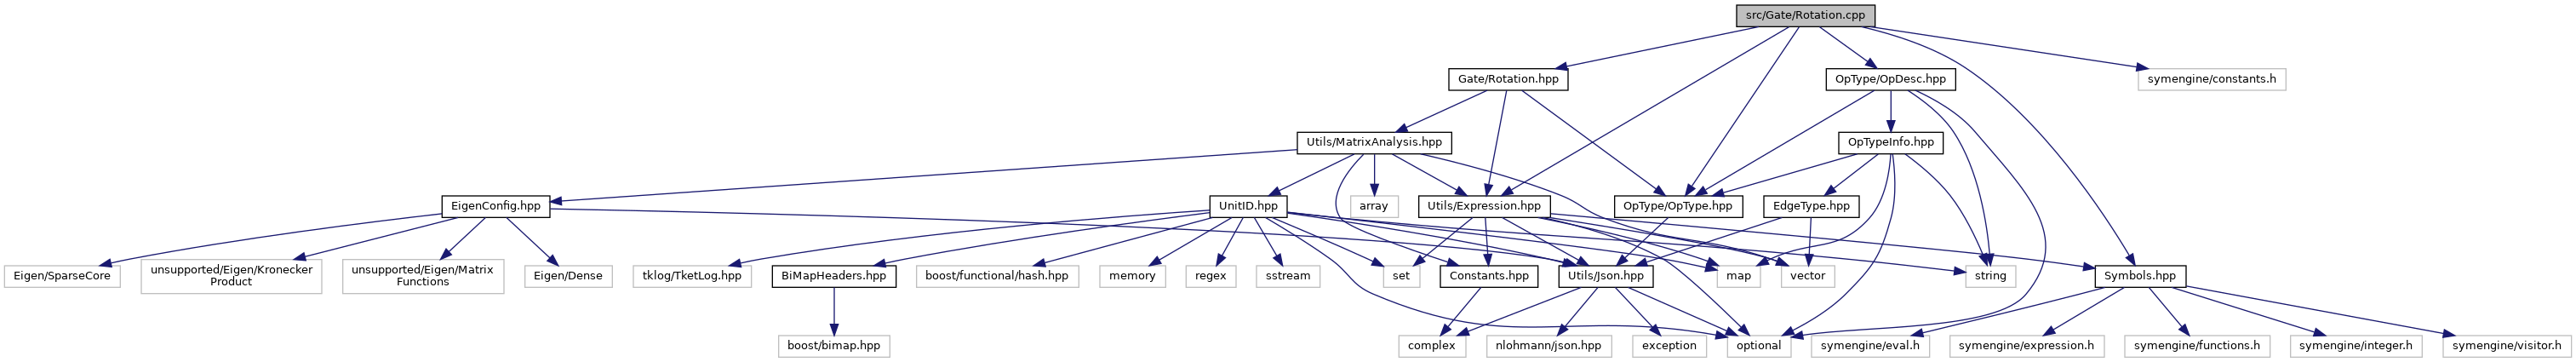 src/Gate/Rotation.cpp
Gate/Rotation.hpp
OpType/OpDesc.hpp
symengine/constants.h
Utils/MatrixAnalysis.hpp
OpTypeInfo.hpp
EigenConfig.hpp
UnitID.hpp
array
Utils/Expression.hpp
OpType/OpType.hpp
EdgeType.hpp
Eigen/SparseCore
unsupported/Eigen/Kronecker
Product
unsupported/Eigen/Matrix
Functions
Eigen/Dense
tklog/TketLog.hpp
BiMapHeaders.hpp
boost/functional/hash.hpp
memory
regex
sstream
set
Constants.hpp
Utils/Json.hpp
map
vector
string
Symbols.hpp
boost/bimap.hpp
complex
nlohmann/json.hpp
exception
optional
symengine/eval.h
symengine/expression.h
symengine/functions.h
symengine/integer.h
symengine/visitor.h